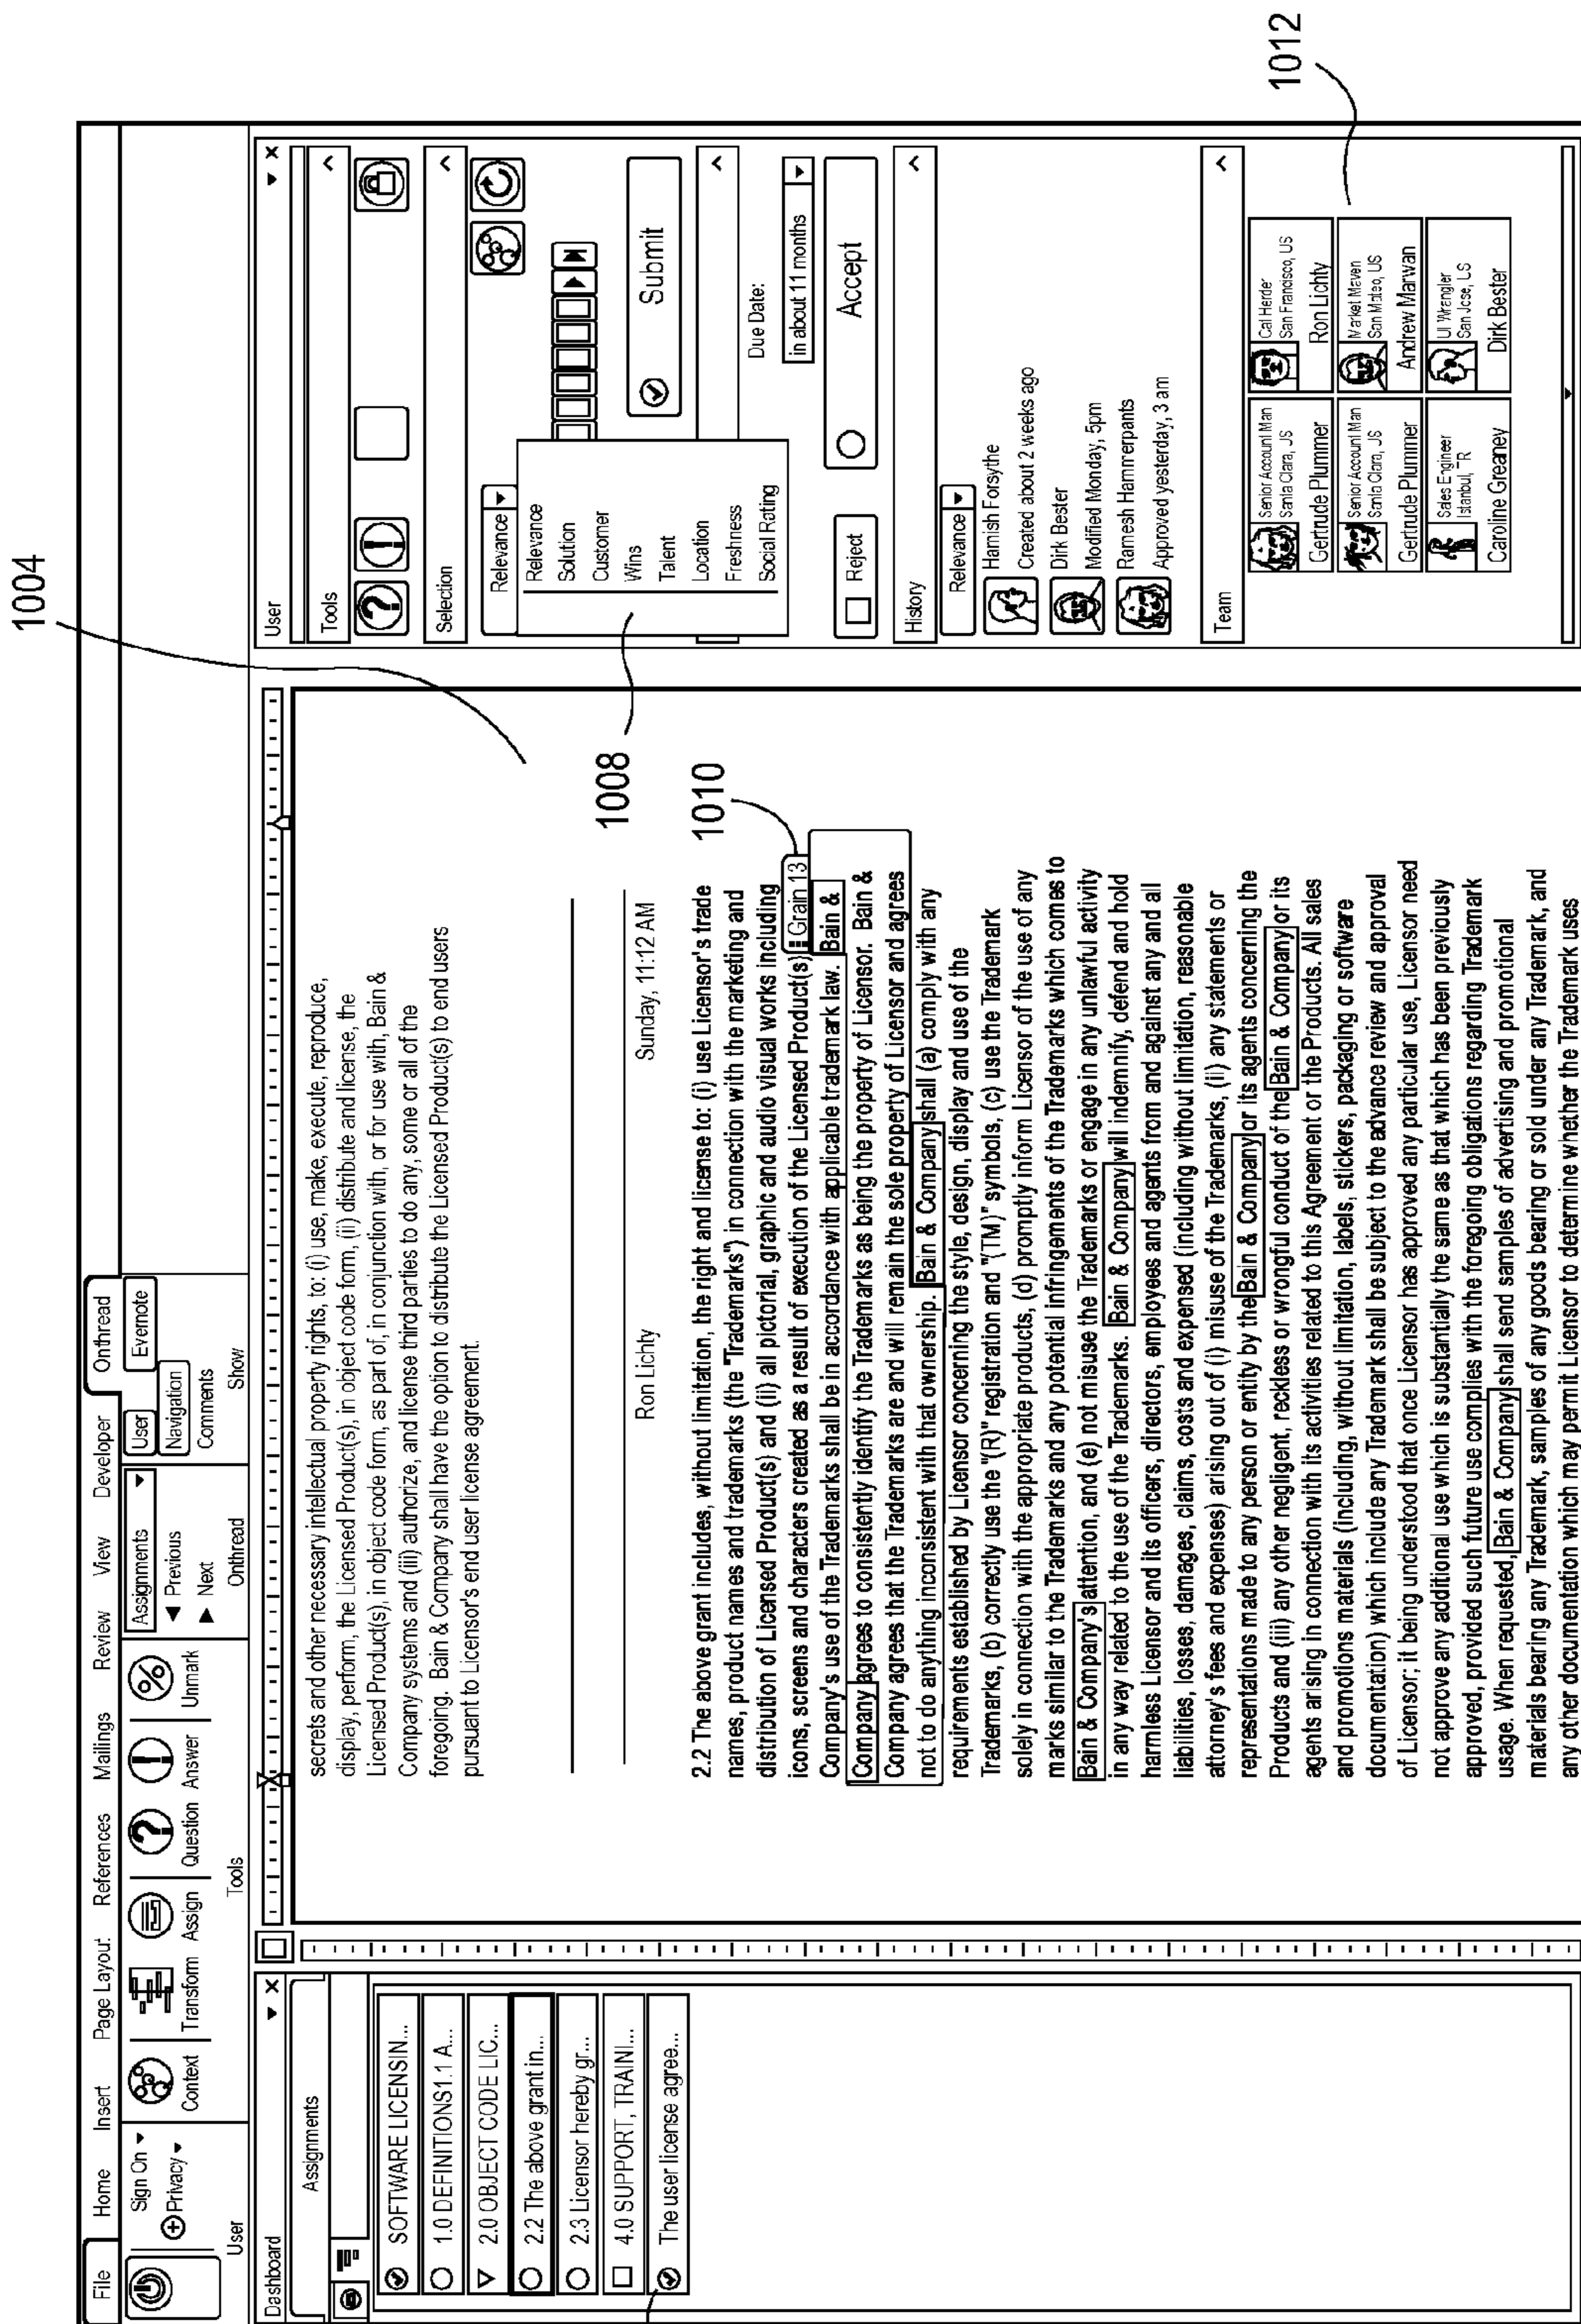 1004
File Home Insert Page Layout References Mailings Review View Developer Onthread
Sign On
Privacy
User
Context Transform Assign Question Answer Unmark
Tools
Assignments
Previous
Next
Onthread
User
Navigation
Comments
Evernote
Show
Dashboard
Assignments
SOFTWARE LICENSIN...
1.0 DEFINITIONS1.1 A...
2.0 OBJECT CODE LIC...
2.2 The above grant in...
2.3 Licensor hereby gr...
4.0 SUPPORT, TRAINI...
The user license agree...
secrets and other necessary intellectual property rights, to: (i) use, make, execute, reproduce,
display, perform, the Licensed Product(s), in object code form, (ii) distribute and license, the
Licensed Product(s), in object code form, as part of, in conjunction with, or for use with, Bain &
Company systems and (iii) authorize, and license third parties to do any, some or all of the
foregoing. Bain & Company shall have the option to distribute the Licensed Product(s) to end users
pursuant to Licensor's end user license agreement.
1008
Ron Lichy Sunday, 11:12 AM
1010
2.2 The above grant includes, without limitation, the right and license to: (i) use Licensor's trade
names, product names and trademarks (the "Trademarks") in connection with the marketing and
distribution of Licensed Product(s) and (ii) all pictorial, graphic and audio visual works including
icons, screens and characters created as a result of execution of the Licensed Product(s) Grain 13
Company's use of the Trademarks shall be in accordance with applicable trademark law. Bain &
Company agrees to consistently identify the Trademarks as being the property of Licensor. Bain &
Company agrees that the Trademarks are and will remain the sole property of Licensor and agrees
not to do anything inconsistent with that ownership. Bain & Company shall (a) comply with any
requirements established by Licensor concerning the style, design, display and use of the
Trademarks, (b) correctly use the "(R)" registration and "(TM)" symbols, (c) use the Trademark
solely in connection with the appropriate products, (d) promptly inform Licensor of the use of any
marks similar to the Trademarks and any potential infringements of the Trademarks which comes to
Bain & Company's attention, and (e) not misuse the Trademarks or engage in any unlawful activity
in any way related to the use of the Trademarks. Bain & Company will indemnify, defend and hold
harmless Licensor and its officers, directors, employees and agents from and against any and all
liabilities, losses, damages, claims, costs and expensed (including without limitation, reasonable
attorney's fees and expenses) arising out of (i) misuse of the Trademarks, (ii) any statements or
representations made to any person or entity by the Bain & Company or its agents concerning the
Products and (iii) any other negligent, reckless or wrongful conduct of the Bain & Company or its
agents arising in connection with its activities related to this Agreement or the Products. All sales
and promotions materials (including, without limitation, labels, stickers, packaging or software
documentation) which include any Trademark shall be subject to the advance review and approval
of Licensor; it being understood that once Licensor has approved any particular use, Licensor need
not approve any additional use which is substantially the same as that which has been previously
approved, provided such future use complies with the foregoing obligations regarding Trademark
usage. When requested, Bain & Company shall send samples of advertising and promotional
materials bearing any Trademark, samples of any goods bearing or sold under any Trademark, and
any other documentation which may permit Licensor to determine whether the Trademark uses
User
Tools
Selection
Relevance
Relevance
Solution
Customer
Wins
Talent
Location
Freshness
Social Rating
Submit
Due Date:
in about 11 months
Reject Accept
History
Relevance
Hamish Forsythe
Created about 2 weeks ago
Dirk Bester
Modified Monday, 5pm
Ramesh Hammerpants
Approved yesterday, 3 am
Team
1012
Senior Account Man
Santa Clara, US
Gertrude Plummer
Cat Herder
San Francisco, US
Ron Lichty
Senior Account Man
Santa Clara, US
Gertrude Plummer
Market Maven
San Mateo, US
Andrew Marwan
Sales Engineer
Istanbul, TR
Caroline Greaney
UI Wrangler
San Jose, US
Dirk Bester